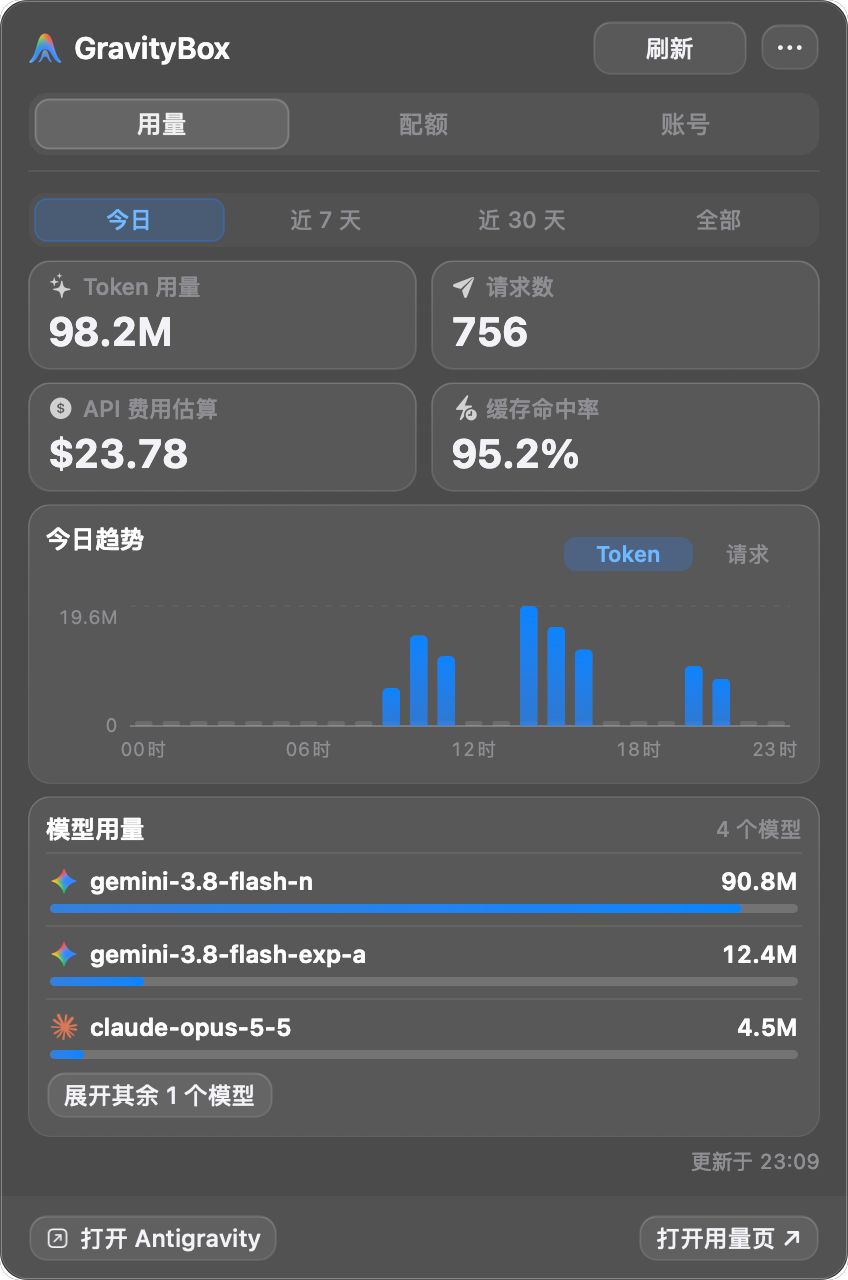 GravityBox
刷新
用量
配额
账号
今日
近 7 天
近 30 天
全部
Token 用量
98.2M
请求数
756
API 费用估算
$23.78
缓存命中率
95.2%
今日趋势
Token
请求
19.6M
0
00时
06时
12时
18时
23时
模型用量
4 个模型
gemini-3.8-flash-n
90.8M
gemini-3.8-flash-exp-a
12.4M
claude-opus-5-5
4.5M
展开其余 1 个模型
更新于 23:09
打开 Antigravity
打开用量页